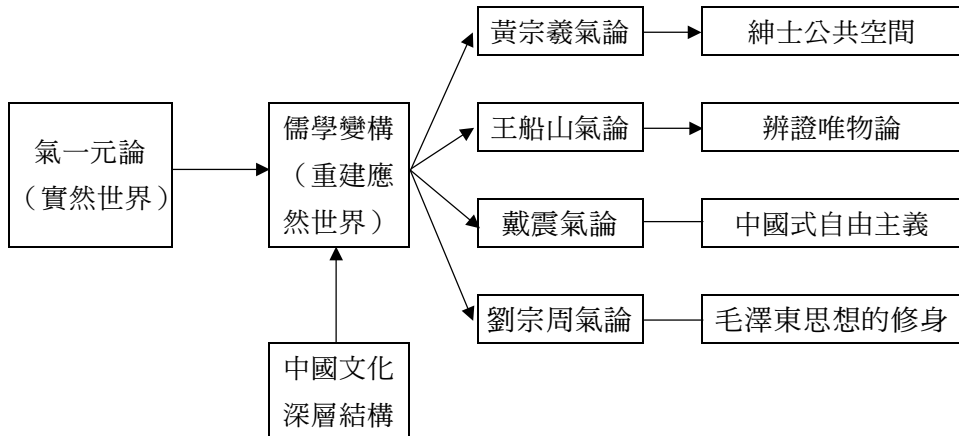 氣一元論
（實然世界）
儒學變構
（重建應
然世界）
中國文化
深層結構
黃宗羲氣論
紳士公共空間
王船山氣論
辨證唯物論
戴震氣論
中國式自由主義
劉宗周氣論
毛澤東思想的修身